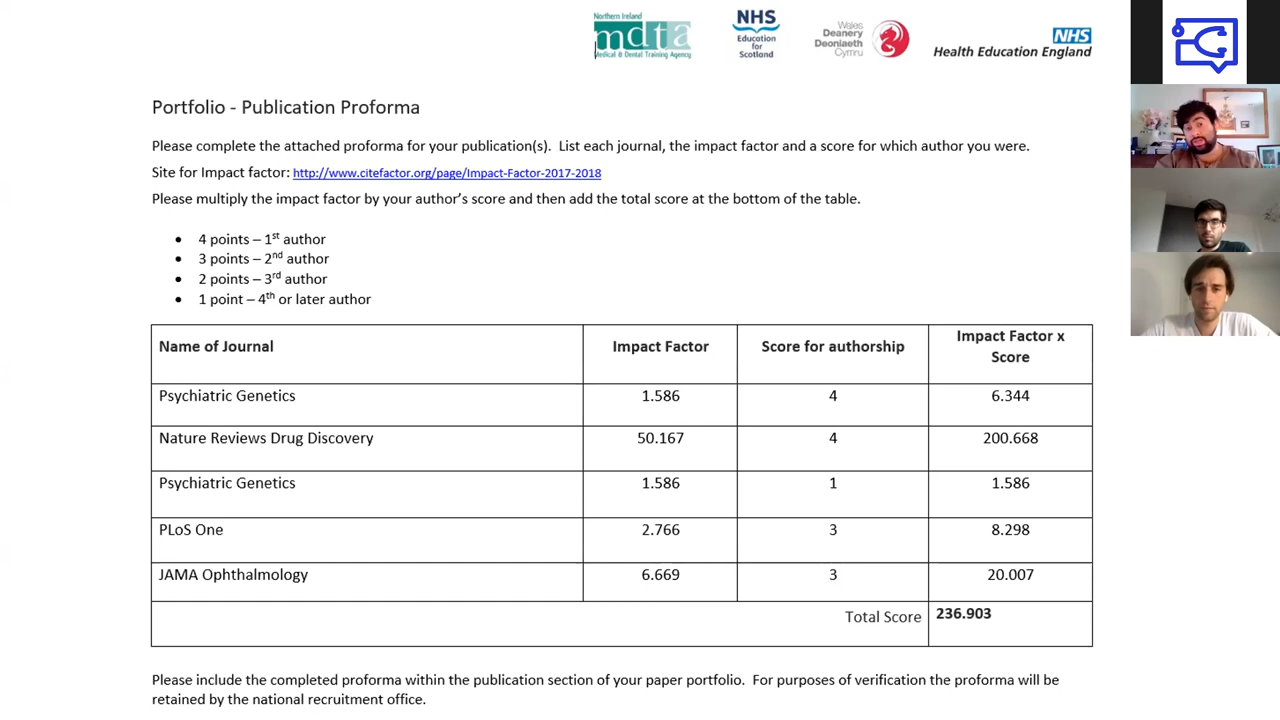 Northern Ireland
mdta
Medical & Dental Training Agency
NHS
Education
for
Scotland
Wales
Deanery
Deoniaeth
Cymru
NHS
Health Education England
Portfolio - Publication Proforma
Please complete the attached proforma for your publication(s). List each journal, the impact factor and a score for which author you were.
Site for Impact factor: http://www.citefactor.org/page/Impact-Factor-2017-2018
Please multiply the impact factor by your author's score and then add the total score at the bottom of the table.
• 4 points – 1st author
• 3 points – 2nd author
• 2 points – 3rd author
• 1 point – 4th or later author
Name of Journal Impact Factor Score for authorship Impact Factor x
Score
Psychiatric Genetics 1.586 4 6.344
Nature Reviews Drug Discovery 50.167 4 200.668
Psychiatric Genetics 1.586 1 1.586
PLoS One 2.766 3 8.298
JAMA Ophthalmology 6.669 3 20.007
Total Score 236.903
Please include the completed proforma within the publication section of your paper portfolio. For purposes of verification the proforma will be
retained by the national recruitment office.